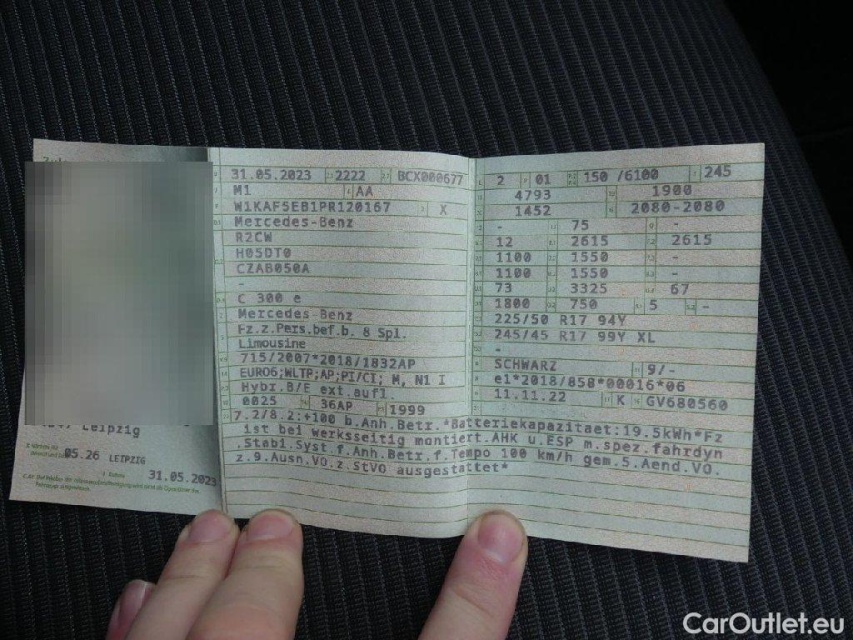 Leipzig
05.26 LEIPZIG
31.05.2023
31.05.2023 2222 BCX000677
M1 AA
W1KAF5EB1PR120167 X
Mercedes-Benz
R2CW
H05DT0
CZAB050A
-
C 300 e
Mercedes-Benz
Fz.z.Pers.bef.b. 8 Spl.
Limousine
715/2007*2018/1832AP
EURO6;WLTP;AP;PI/CI; M, N1 I
Hybr.B/E ext.aufl
0025 36AP 1999
2 01 150 /6100 245
4793 1900
1452 2080-2080
- 75 -
12 2615 2615
1100 1550 -
1100 1550 -
73 3325 67
1800 750 5 -
225/50 R17 94Y
245/45 R17 99Y XL
-
SCHWARZ 9/-
e1*2018/858*00016*06
11.11.22 K GV680560
7.2/8.2:+100 b.Anh.Betr.*Batteriekapazitaet:19.5kWh*Fz
ist bei werksseitig montiert.AHK u.ESP m.spez.fahrdyn
.Stabi.Syst.f.Anh.Betr.f.Tempo 100 km/h gem.5.Aend.VO.
z.9.Ausn.VO.z.StVO ausgestattet*
CarOutlet.eu